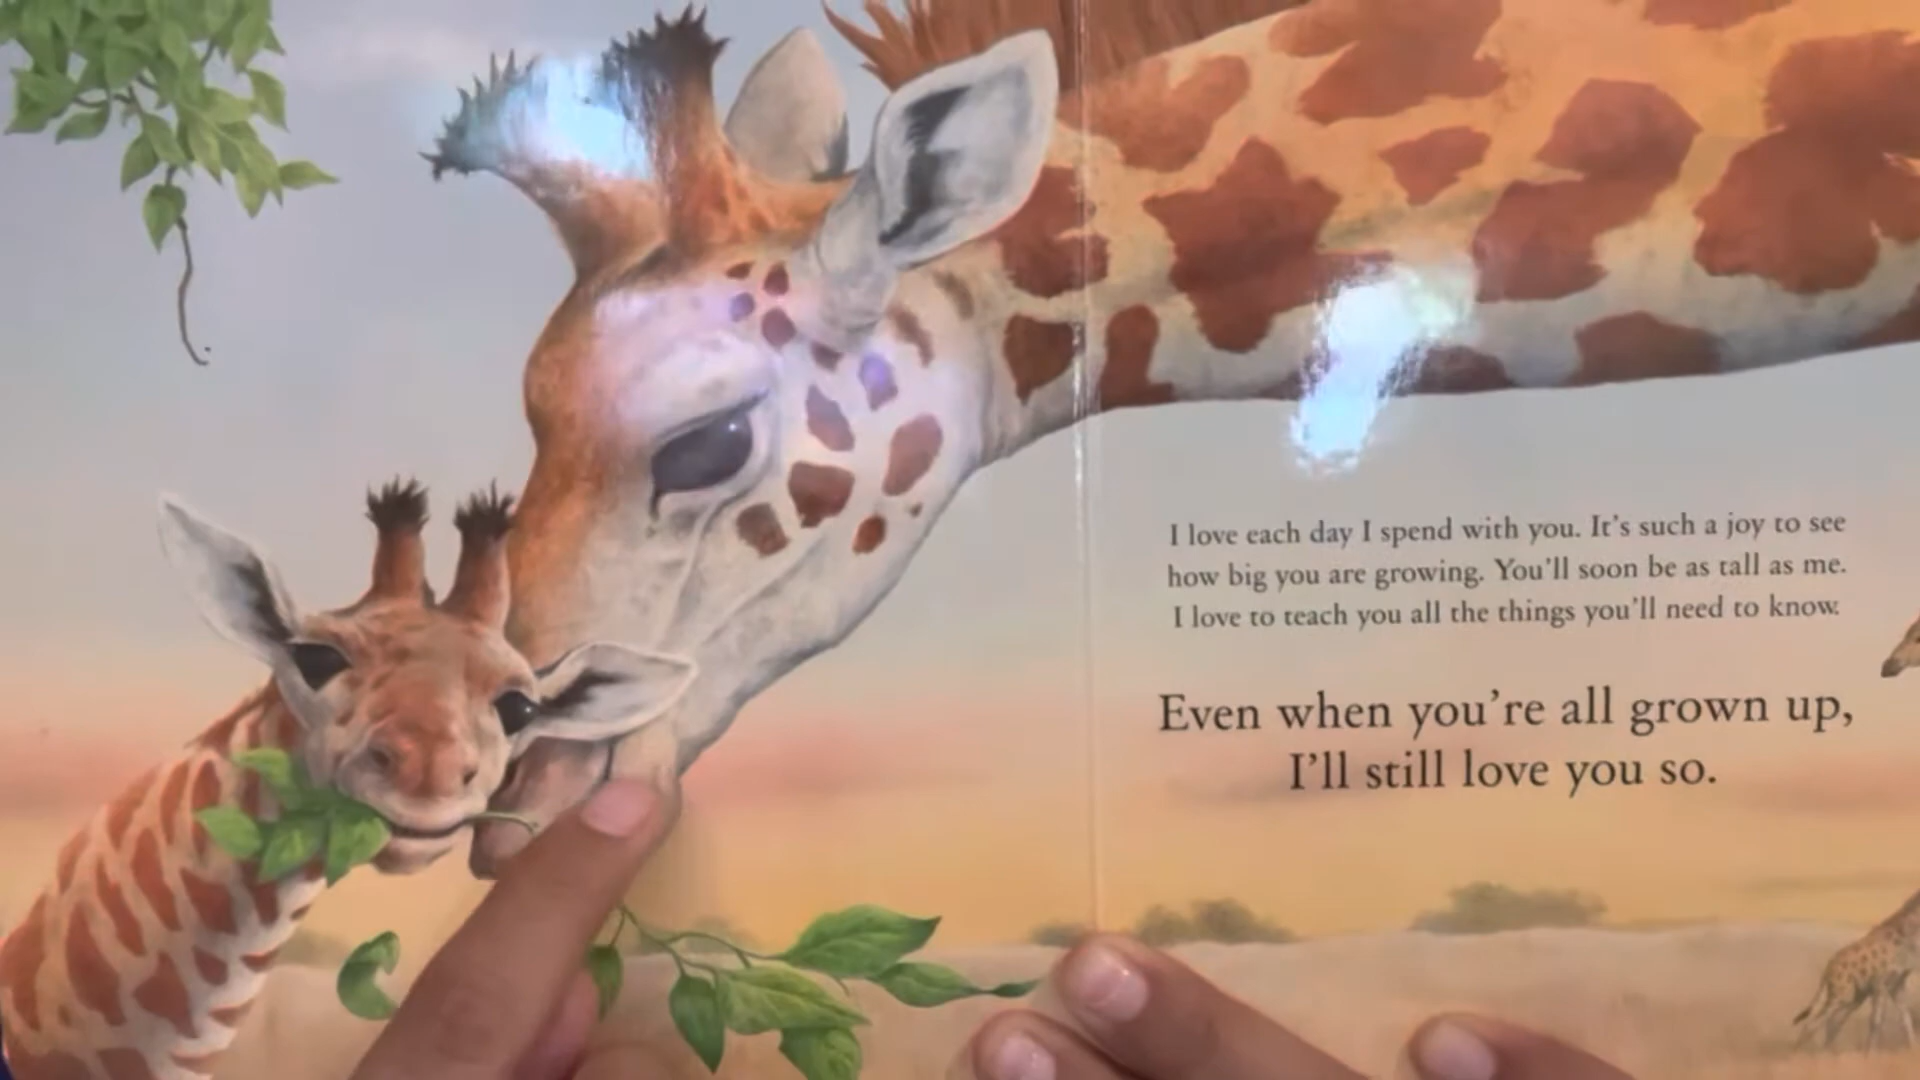 I love each day I spend with you. It's such a joy to see
how big you are growing. You'll soon be as tall as me.
I love to teach you all the things you'll need to know.
Even when you're all grown up,
I'll still love you so.